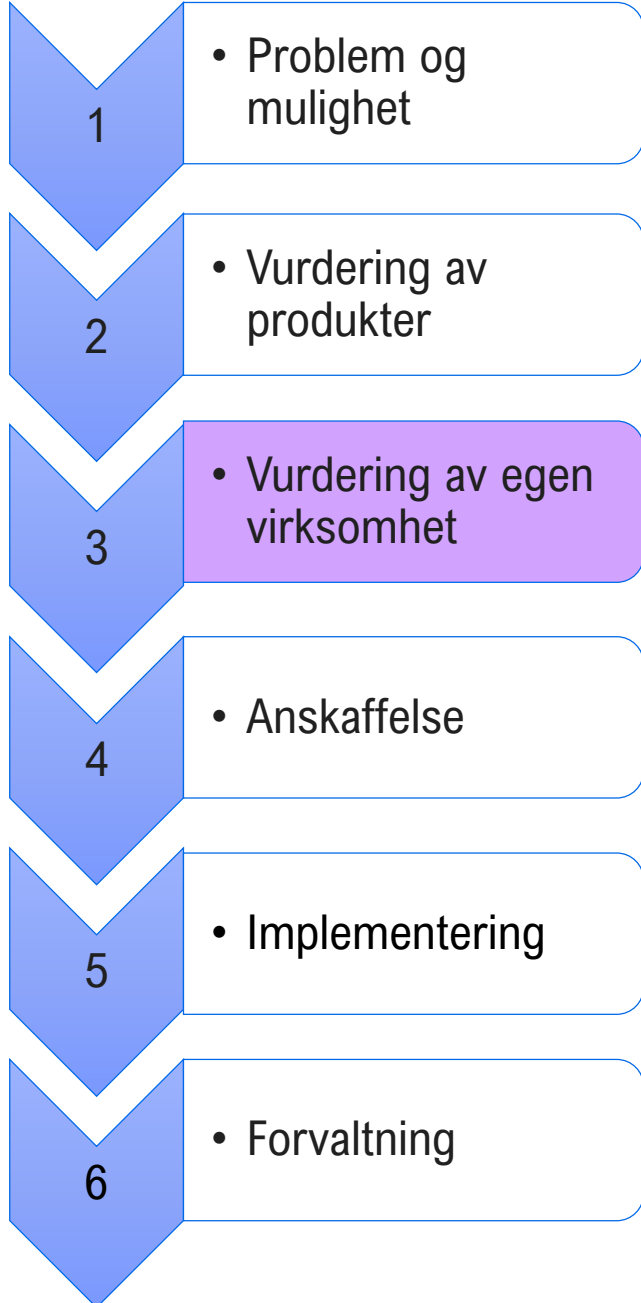 1
• Problem og
mulighet
2
• Vurdering av
produkter
3
• Vurdering av egen
virksomhet
4
• Anskaffelse
5
• Implementering
6
• Forvaltning